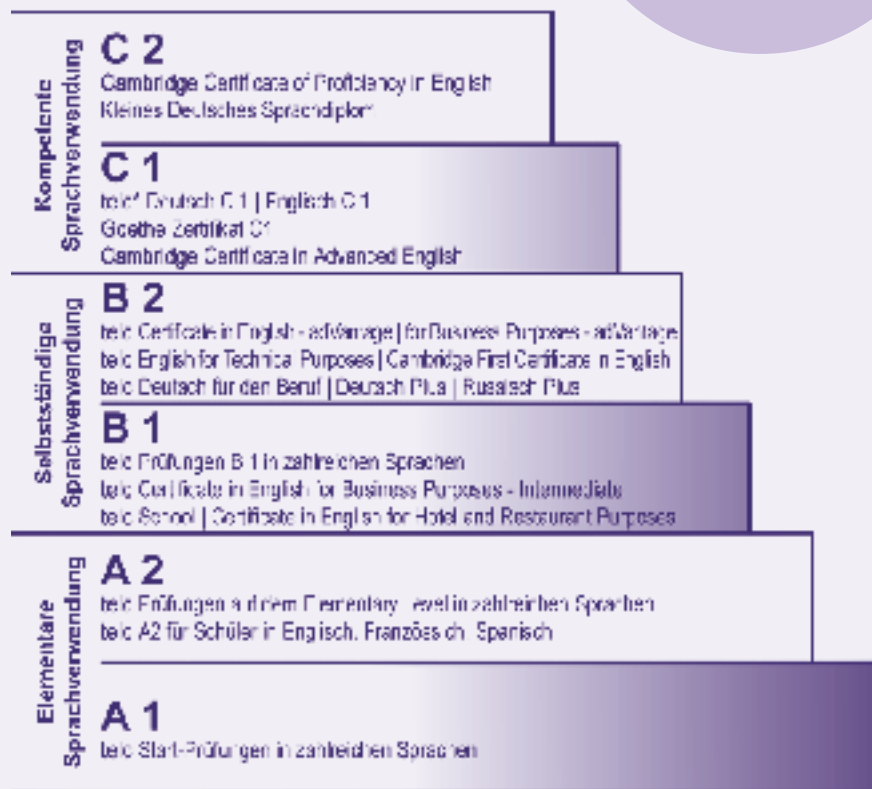 Kompetente
Sprachverwendung
C 2
Cambridge Certificate of Proficiency in English
Kleines Deutsches Sprachdiplom
C 1
telc* Deutsch C 1 | Englisch C 1
Goethe Zertifikat C1
Cambridge Certificate in Advanced English
Selbstständige
Sprachverwendung
B 2
telc Certificate in English - advantage | for Business Purposes - advantage
telc English for Technical Purposes | Cambridge First Certificate in English
telc Deutsch für den Beruf | Deutsch Plus | Russisch Plus
B 1
telc Prüfungen B 1 in zahlreichen Sprachen
telc Certificate in English for Business Purposes - Intermediate
telc School | Certificate in English for Hotel and Restaurant Purposes
Elementare
Sprachverwendung
A 2
telc Prüfungen auf dem Elementary Level in zahlreichen Sprachen
telc A2 für Schüler in Englisch, Französisch, Spanisch
A 1
telc Start-Prüfungen in zahlreichen Sprachen